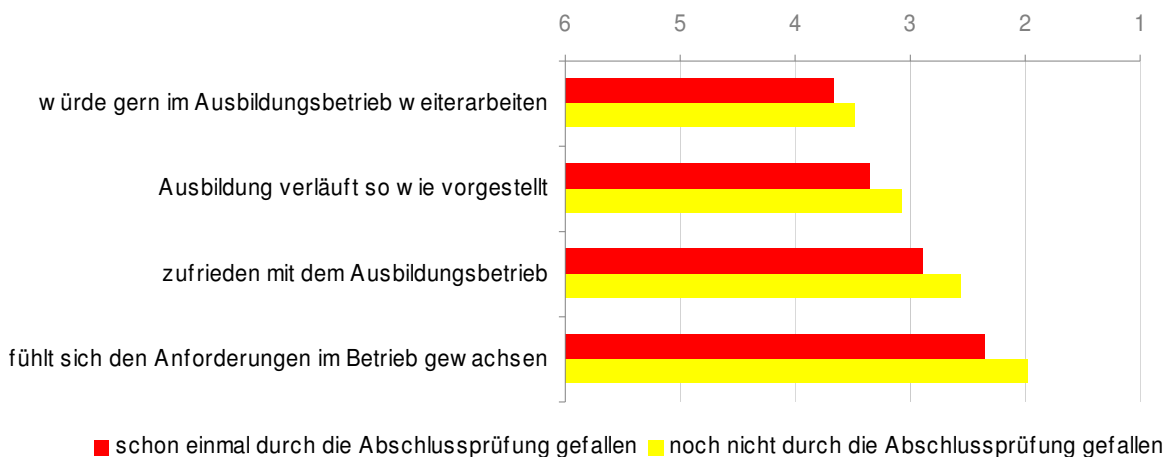 6 5 4 3 2 1
würde gern im Ausbildungsbetrieb weiterarbeiten
Ausbildung verläuft so wie vorgestellt
zufrieden mit dem Ausbildungsbetrieb
fühlt sich den Anforderungen im Betrieb gewachsen
schon einmal durch die Abschlussprüfung gefallen noch nicht durch die Abschlussprüfung gefallen